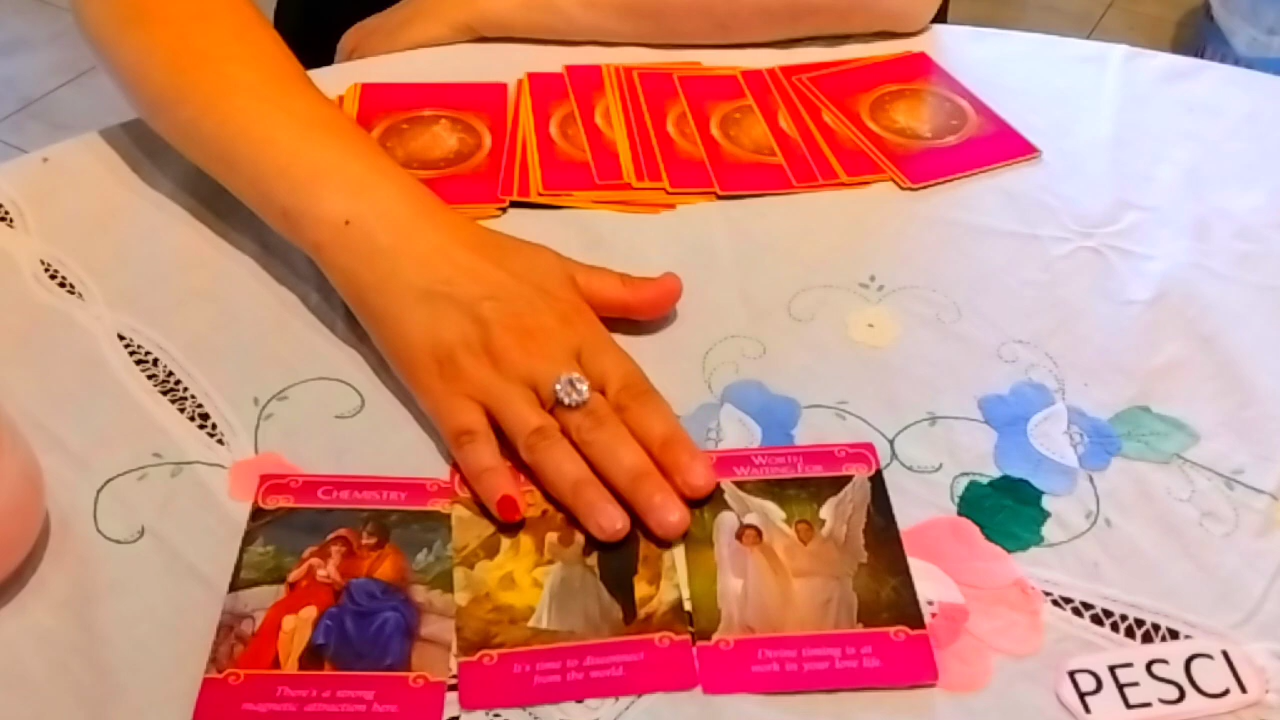 CHEMISTRY
There's a strong
magnetic attraction here.
It's time to disconnect
from the world.
WORTH
WAITING FOR
Divine timing is at
work in your love life.
PESCI